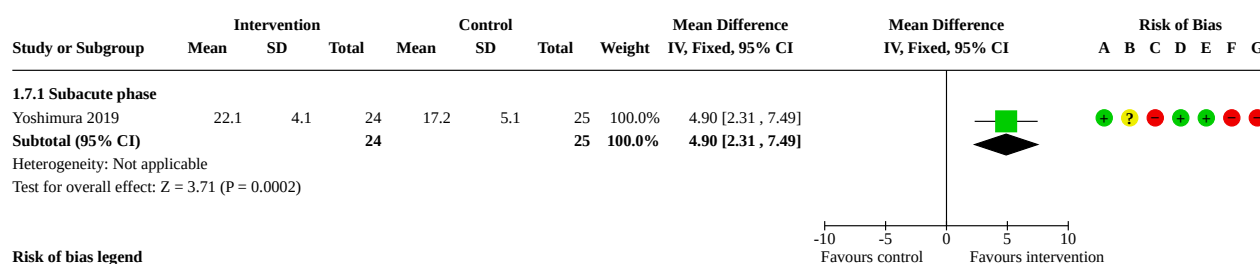 Intervention Control Mean Difference Mean Difference Risk of Bias
Study or Subgroup Mean SD Total Mean SD Total Weight IV, Fixed, 95% CI IV, Fixed, 95% CI A B C D E F G
1.7.1 Subacute phase
Yoshimura 2019 22.1 4.1 24 17.2 5.1 25 100.0% 4.90 [2.31 , 7.49] + ? − + + − −
Subtotal (95% CI) 24 25 100.0% 4.90 [2.31 , 7.49]
Heterogeneity: Not applicable
Test for overall effect: Z = 3.71 (P = 0.0002)
-10 -5 0 5 10
Favours control Favours intervention
Risk of bias legend